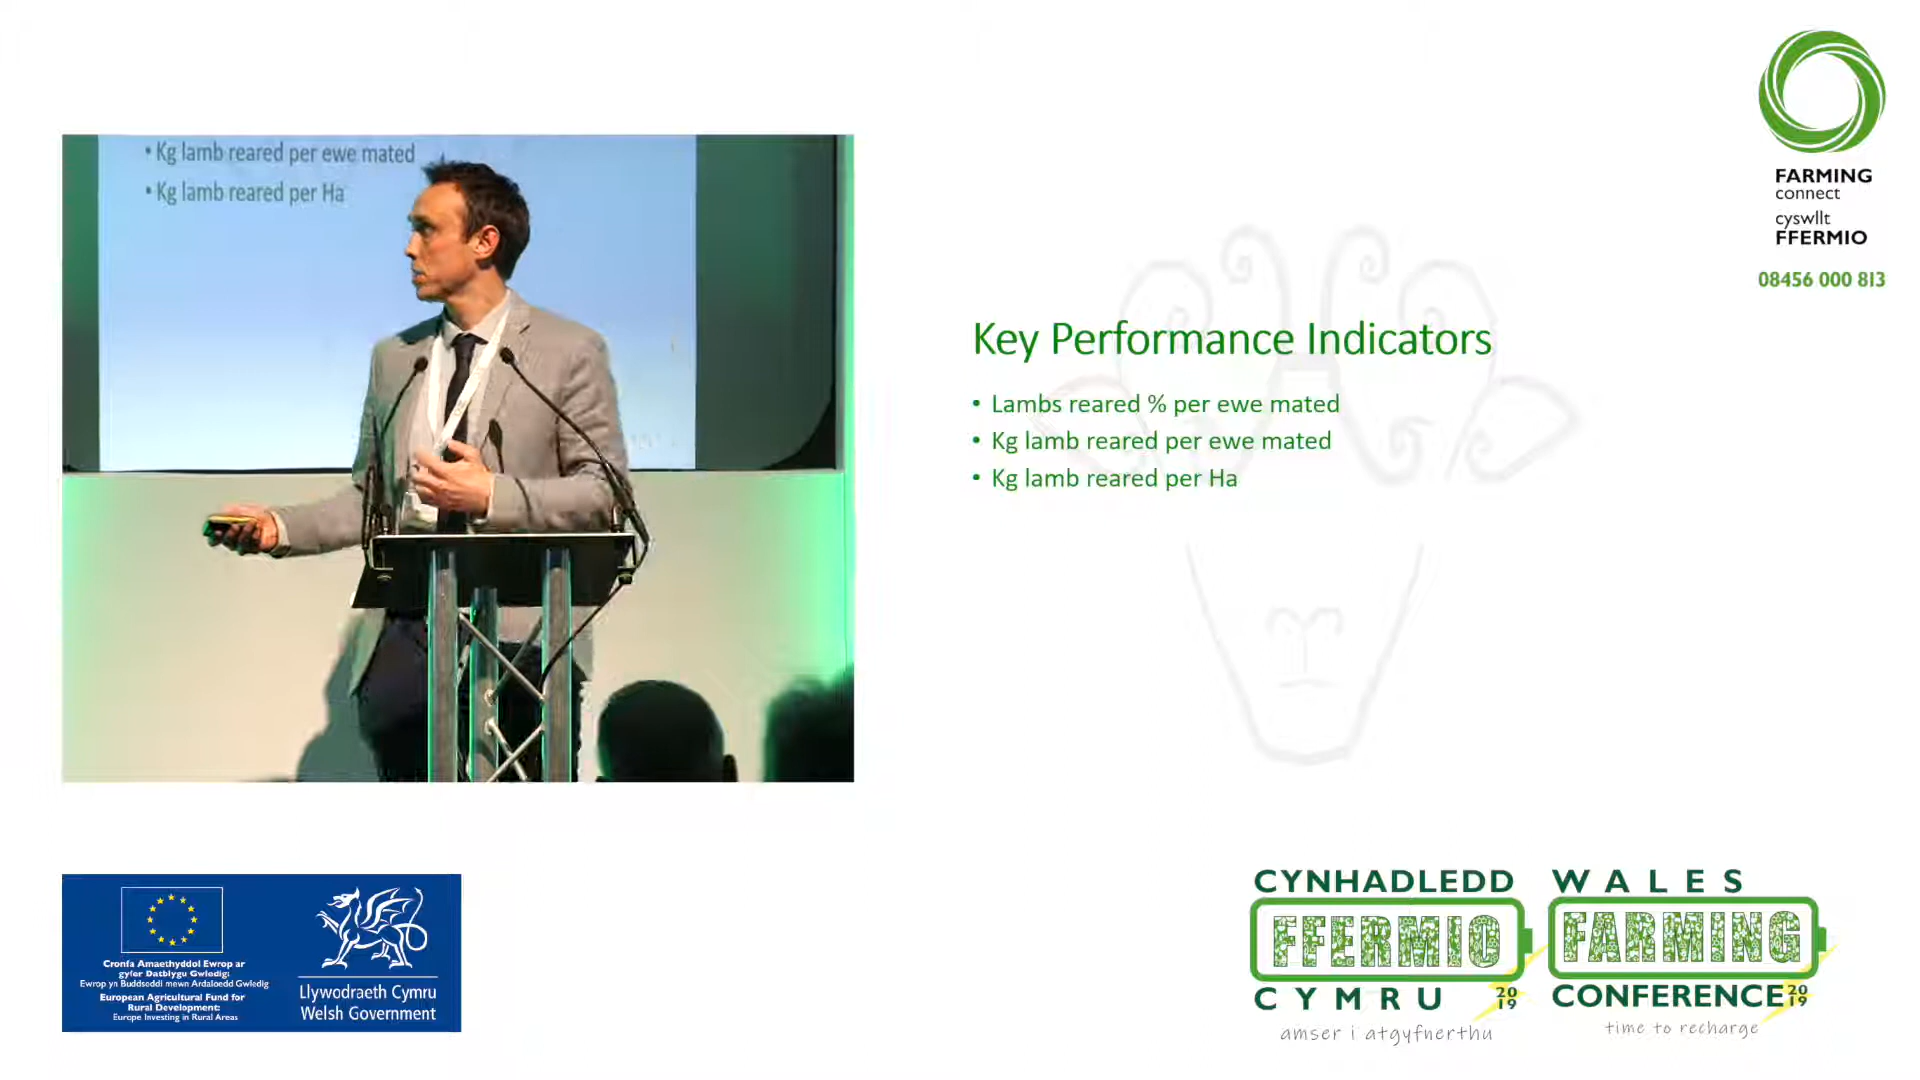 • Kg lamb reared per ewe mated
• Kg lamb reared per Ha
FARMING
connect
cyswllt
FFERMIO
08456 000 813
Key Performance Indicators
• Lambs reared % per ewe mated
• Kg lamb reared per ewe mated
• Kg lamb reared per Ha
Cronfa Amaethyddol Ewrop ar
gyfer Datblygu Gwledig:
Ewrop yn Buddsoddi mewn Ardaloedd Gwledig
European Agricultural Fund for
Rural Development:
Europe Investing in Rural Areas
Llywodraeth Cymru
Welsh Government
CYNHADLEDD
FFERMIO
CYMRU 2019
amser i atgyfnerthu
WALES
FARMING
CONFERENCE 2019
time to recharge